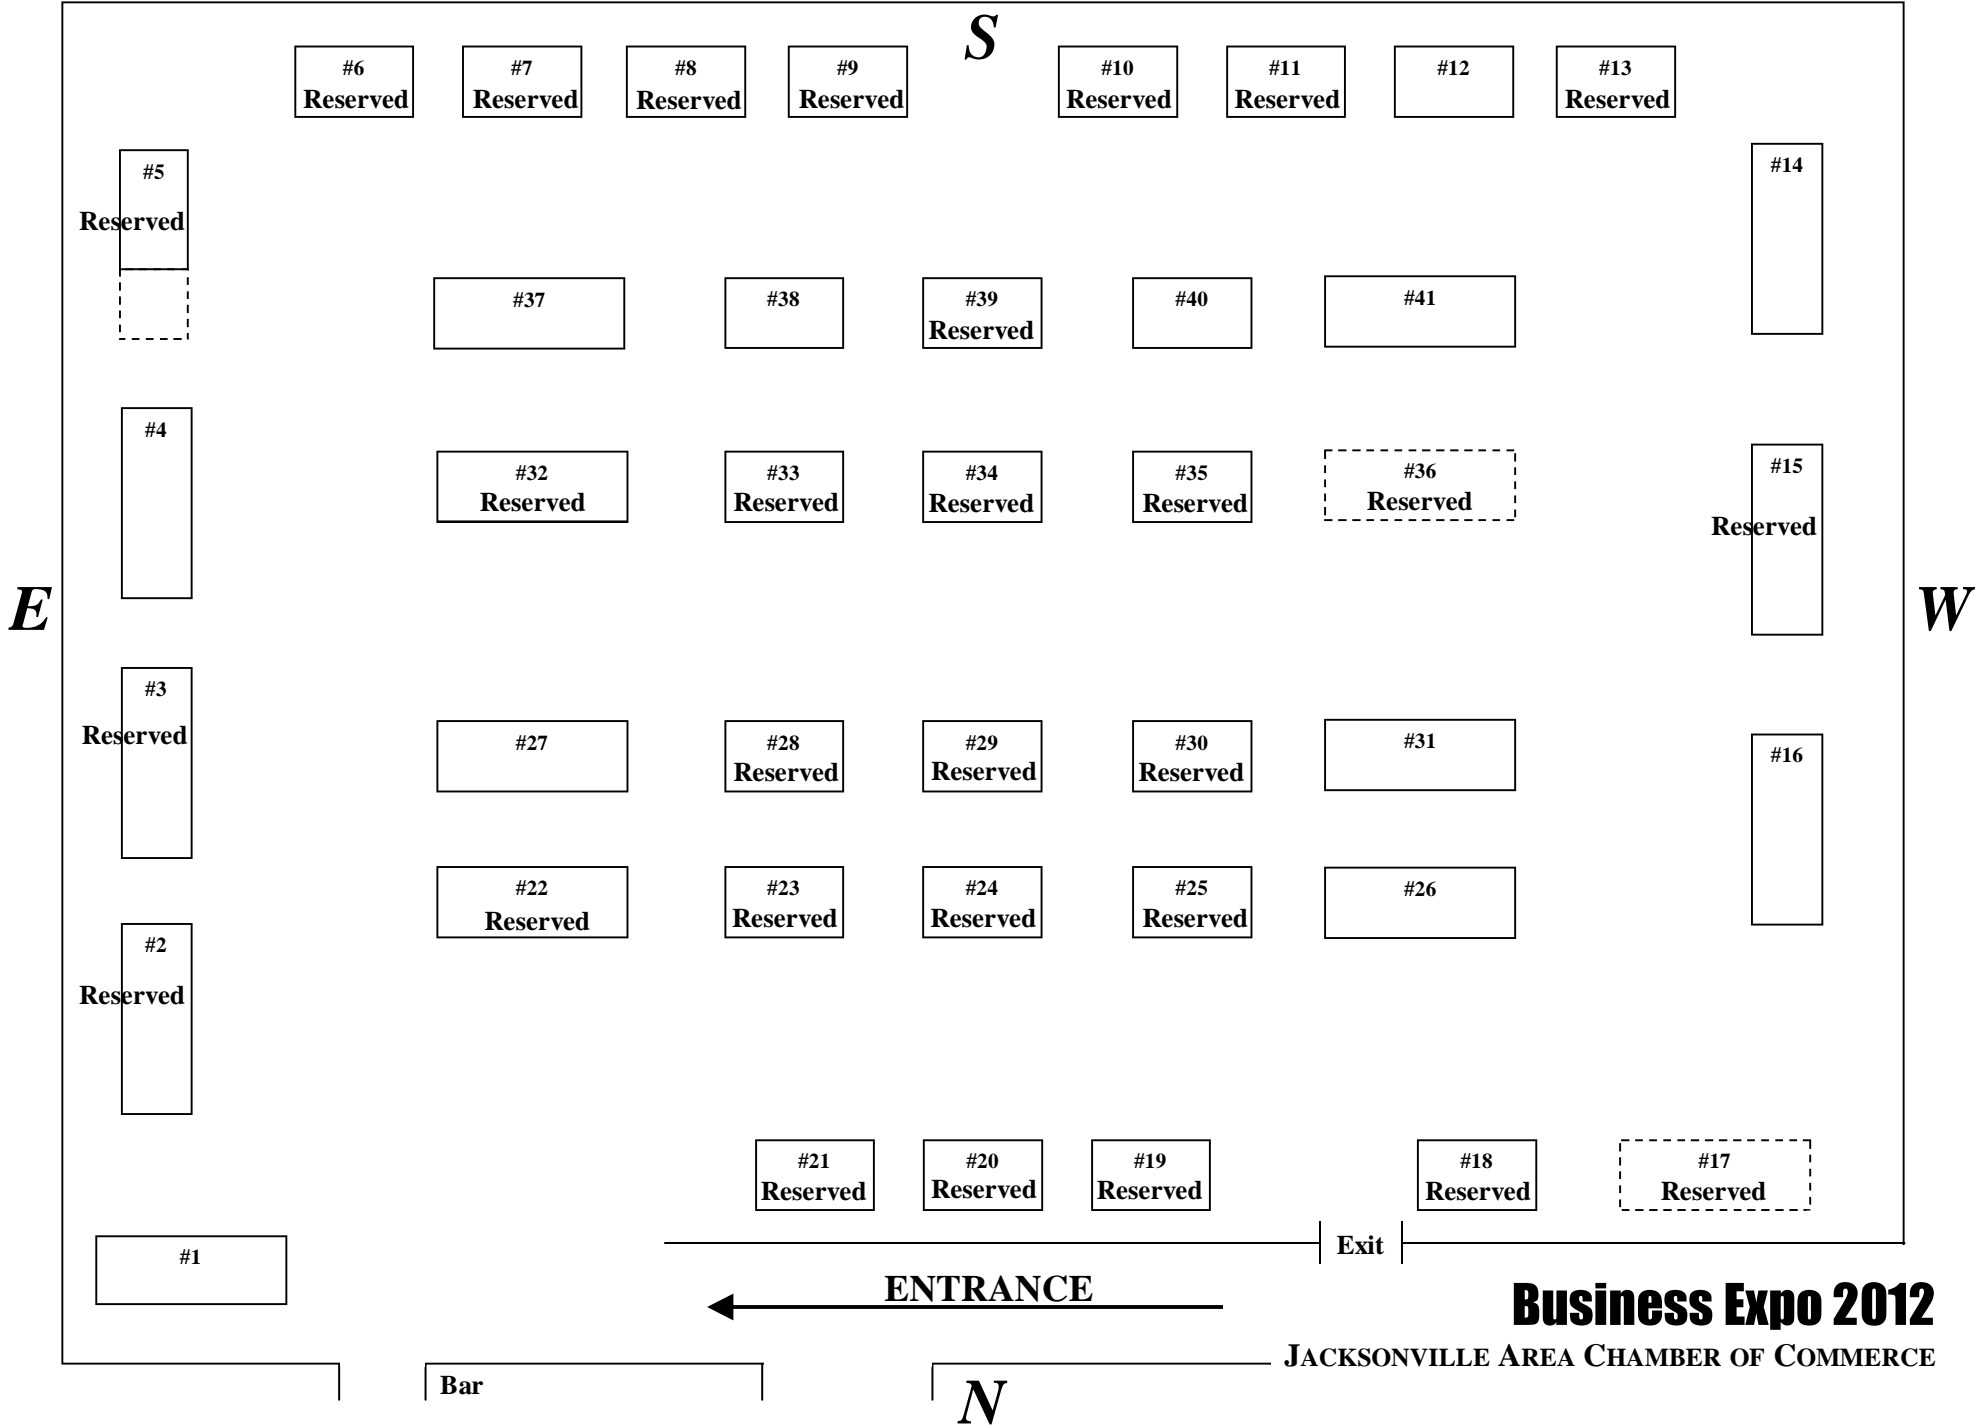 S
#6
Reserved
#7
Reserved
#8
Reserved
#9
Reserved
#10
Reserved
#11
Reserved
#12
#13
Reserved
#5
Reserved
#14
#37
#38
#39
Reserved
#40
#41
#4
#32
Reserved
#33
Reserved
#34
Reserved
#35
Reserved
#36
Reserved
#15
Reserved
E
W
#3
Reserved
#27
#28
Reserved
#29
Reserved
#30
Reserved
#31
#16
#22
Reserved
#23
Reserved
#24
Reserved
#25
Reserved
#26
#2
Reserved
#21
Reserved
#20
Reserved
#19
Reserved
#18
Reserved
#17
Reserved
#1
Exit
ENTRANCE
Business Expo 2012
JACKSONVILLE AREA CHAMBER OF COMMERCE
Bar
N